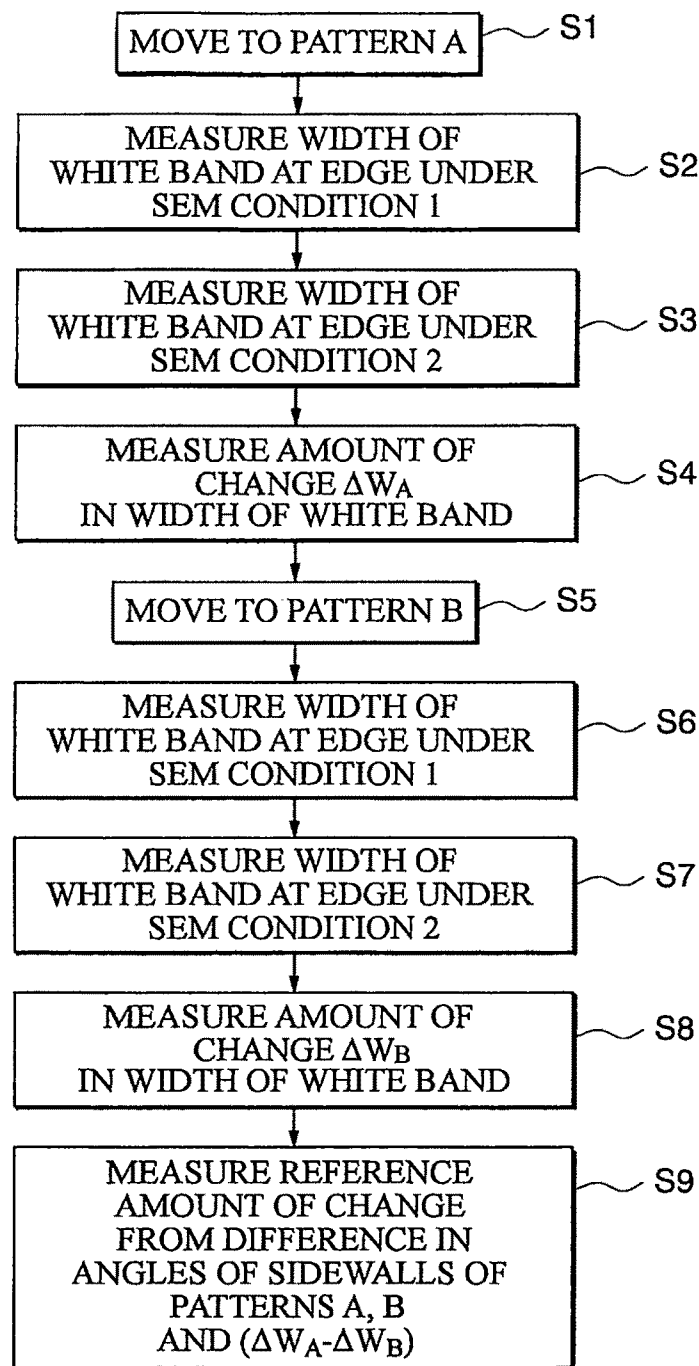 MOVE TO PATTERN A
S1
MEASURE WIDTH OF
WHITE BAND AT EDGE UNDER
SEM CONDITION 1
S2
MEASURE WIDTH OF
WHITE BAND AT EDGE UNDER
SEM CONDITION 2
S3
MEASURE AMOUNT OF
CHANGE ΔWA
IN WIDTH OF WHITE BAND
S4
MOVE TO PATTERN B
S5
MEASURE WIDTH OF
WHITE BAND AT EDGE UNDER
SEM CONDITION 1
S6
MEASURE WIDTH OF
WHITE BAND AT EDGE UNDER
SEM CONDITION 2
S7
MEASURE AMOUNT OF
CHANGE ΔWB
IN WIDTH OF WHITE BAND
S8
MEASURE REFERENCE
AMOUNT OF CHANGE
FROM DIFFERENCE IN
ANGLES OF SIDEWALLS OF
PATTERNS A, B
AND (ΔWA-ΔWB)
S9